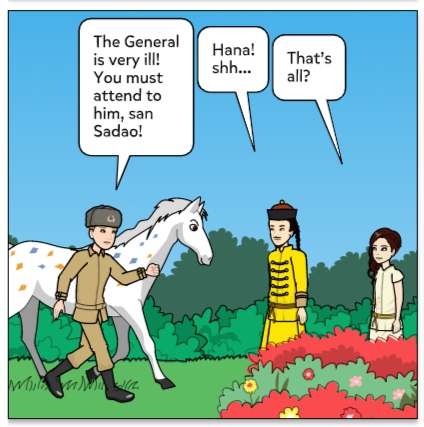 The General
is very ill!
You must
attend to
him, san
Sadao!
Hana!
shh...
That's
all?